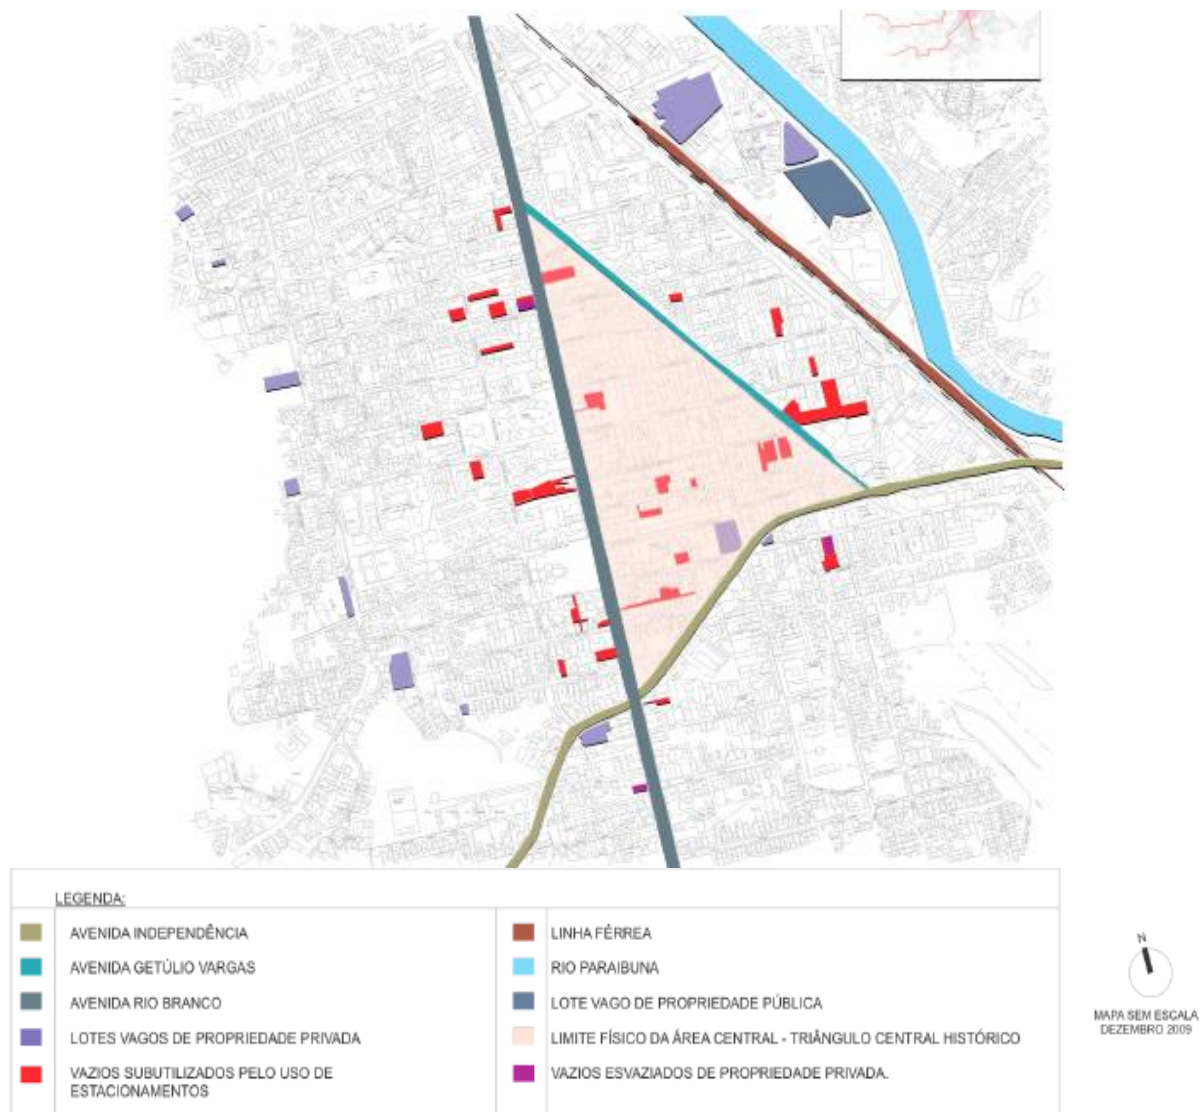 LEGENDA:
AVENIDA INDEPENDÊNCIA
AVENIDA GETÚLIO VARGAS
AVENIDA RIO BRANCO
LOTES VAGOS DE PROPRIEDADE PRIVADA
VAZIOS SUBUTILIZADOS PELO USO DE
ESTACIONAMENTOS
LINHA FÉRREA
RIO PARAIBUNA
LOTE VAGO DE PROPRIEDADE PÚBLICA
LIMITE FÍSICO DA ÁREA CENTRAL - TRIÂNGULO CENTRAL HISTÓRICO
VAZIOS ESVAZIADOS DE PROPRIEDADE PRIVADA.
N
MAPA SEM ESCALA
DEZEMBRO 2009